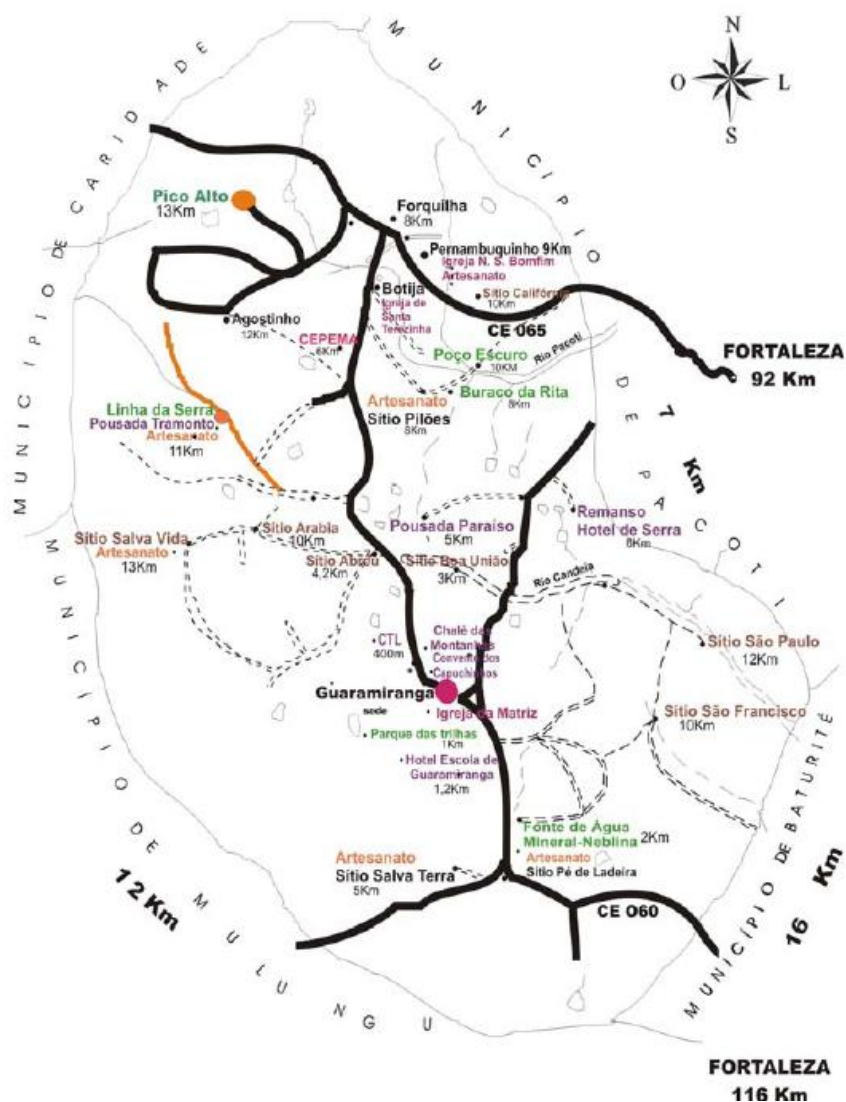 N
O L
S
MUNICÍPIO DE PACOTI
MUNICÍPIO DE CARIDADE
Pico Alto
13Km
Forquilha
8Km
Pernambuquinho 9Km
Igreja N. S. Bomfim
Artesanato
Botija
Igreja de
Santa
Terezinha
Sítio Califórnia
10Km
CE 065
Agostinho
12Km
CEPEMA
6Km
Rio Pacoti
Poço Escuro
10KM
FORTALEZA
92 Km
Buraco da Rita
8Km
Artesanato
Sítio Pilões
8Km
Linha da Serra
Pousada Tramonto
Artesanato
11Km
7 Km
Pousada Paraíso
5Km
Remanso
Hotel de Serra
6Km
Sítio Salva Vida
Artesanato
13Km
Sítio Arabia
10Km
Sítio Abreu
4,2Km
Sítio Boa União
3Km
Rio Candeia
CTL
400m
Chalé das
Montanhas
Convento dos
Capuchinhos
Sítio São Paulo
12Km
Guaramiranga
sede
Igreja da Matriz
Sítio São Francisco
10Km
Parque das trilhas
1Km
Hotel Escola de
Guaramiranga
1,2Km
Fonte de Água
Mineral-Neblina
2Km
Artesanato
Sítio Pé de Ladeira
Artesanato
Sítio Salva Terra
5Km
CE 060
MUNICÍPIO DE MULUNGU
12 Km
MUNICÍPIO DE BATURITÉ
16 Km
FORTALEZA
116 Km